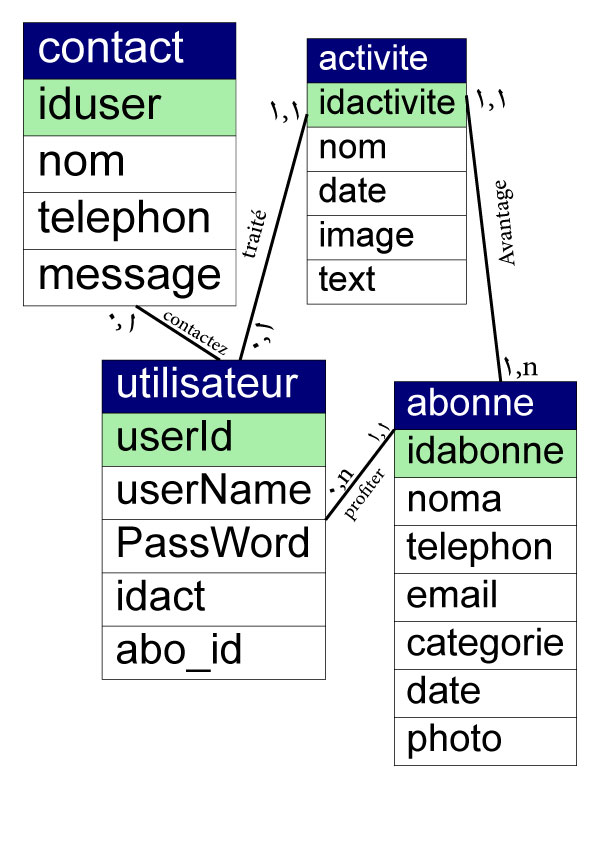 contact
iduser
nom
telephon
message
activite
idactivite
nom
date
image
text
١,١
١,١
traité
Avantage
٠,١
contactez
٠,١
١,n
utilisateur
userId
userName
PassWord
idact
abo_id
١,١
٠,n
profiter
abonne
idabonne
noma
telephon
email
categorie
date
photo